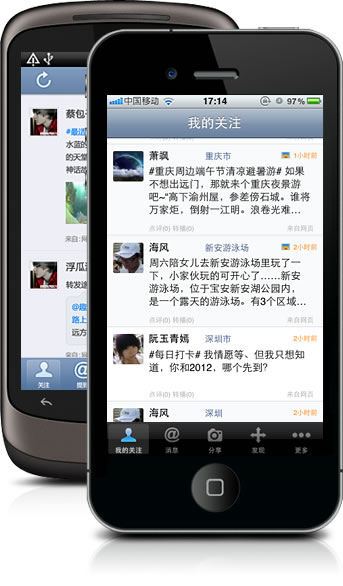 蔡包
水蓝的
的天堂
神话故
来自:网
浮瓜
转发途
@趣
路上
远方
关注
中国移动 17:14 97%
我的关注
萧飒 重庆市 1小时前
#重庆周边端午节清凉避暑游# 如果
不想出远门，那就来个重庆夜景游
吧~“高下渝州屋，参差傍石城。谁将
万家炬，倒射一江明。浪卷光难…
点评(0) 转播(0) 来自网页
海风 新安游泳场 2小时前
周六陪女儿去新安游泳场里玩了一
下，小家伙玩的可开心了……新安
游泳场，位于宝安新安湖公园内，
是一个露天的游泳场。有3个区域…
点评(0) 转播(0) 来自网页
阮玉青嫣 深圳市 2小时前
#每日打卡# 我情愿等、但我只想知
道，你和2012，哪个先到?
点评(0) 转播(0) 来自网页
海风 深圳 2小时前
我的关注 消息 分享 发现 更多